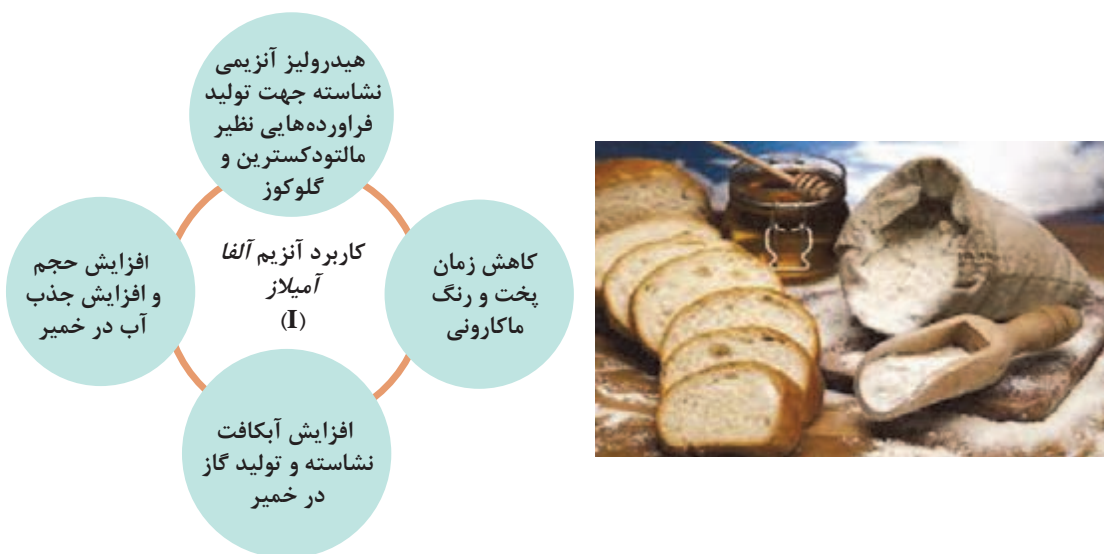 هیدرولیز آنزیمی
نشاسته جهت تولید
فراورده‌هایی نظیر
مالتودکسترین و
گلوکوز
کاربرد آنزیم آلفا
آمیلاز
(I)
کاهش زمان
پخت و رنگ
ماکارونی
افزایش حجم
و افزایش جذب
آب در خمیر
افزایش آبکافت
نشاسته و تولید گاز
در خمیر